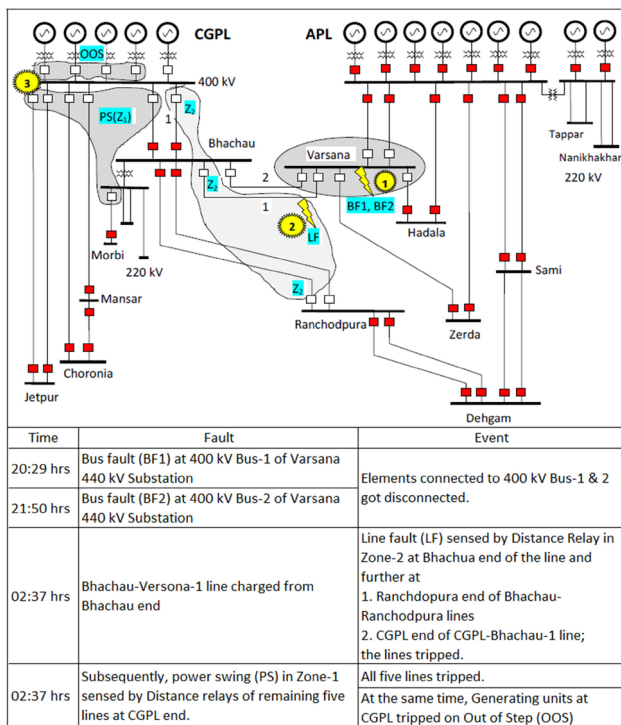 CGPL
APL
OOS
3
400 kV
PS(Z1)
1
Z2
Bhachau
Varsana
Tappar
Nanikhakhar
220 kV
Z2
2
1
BF1, BF2
1
2
LF
Hadala
Morbi
220 kV
Mansar
Z2
Ranchodpura
Zerda
Sami
Choronia
Jetpur
Dehgam
Time Fault Event
20:29 hrs
Bus fault (BF1) at 400 kV Bus-1 of Varsana
440 kV Substation
Elements connected to 400 kV Bus-1 & 2
got disconnected.
21:50 hrs
Bus fault (BF2) at 400 kV Bus-2 of Varsana
440 kV Substation
02:37 hrs
Bhachau-Versona-1 line charged from
Bhachau end
Line fault (LF) sensed by Distance Relay in
Zone-2 at Bhachua end of the line and
further at
1. Ranchdopura end of Bhachau-
Ranchodpura lines
2. CGPL end of CGPL-Bhachau-1 line;
the lines tripped.
02:37 hrs
Subsequently, power swing (PS) in Zone-1
sensed by Distance relays of remaining five
lines at CGPL end.
All five lines tripped.
At the same time, Generating units at
CGPL tripped on Out of Step (OOS)